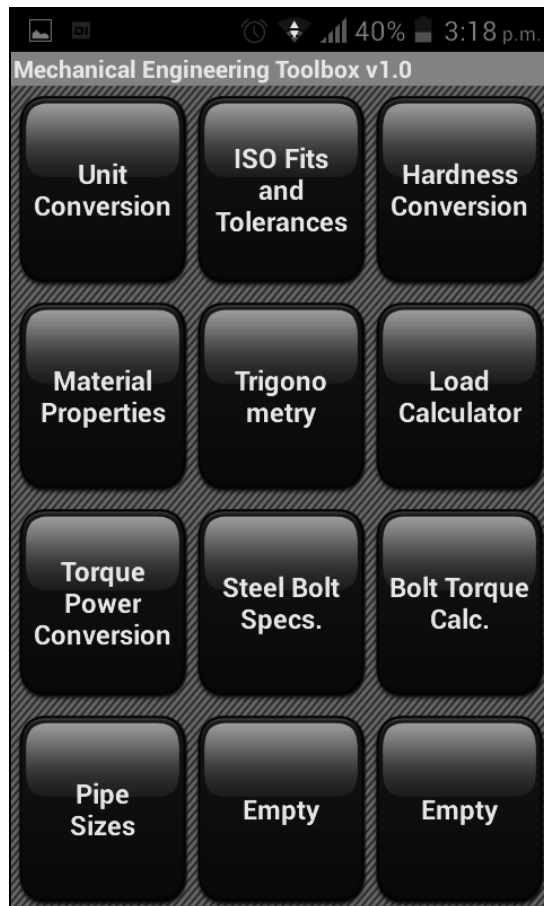 DI 40% 3:18 p.m.
Mechanical Engineering Toolbox v1.0
Unit
Conversion
ISO Fits
and
Tolerances
Hardness
Conversion
Material
Properties
Trigono
metry
Load
Calculator
Torque
Power
Conversion
Steel Bolt
Specs.
Bolt Torque
Calc.
Pipe
Sizes
Empty
Empty